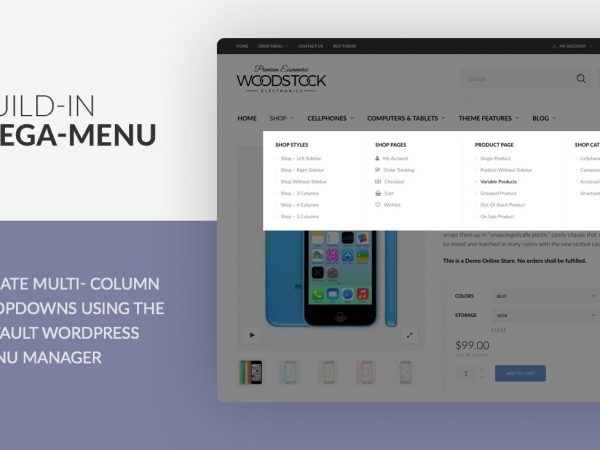 UILD-IN
EGA-MENU
ATE MULTI- COLUMN
OPDOWNS USING THE
AULT WORDPRESS
NU MANAGER
HOME DROP MENU CONTACT US BUY THEME MY ACCOUNT
Premium Ecommerce
WOODSTOCK
ELECTRONICS
Search
HOME SHOP CELLPHONES COMPUTERS & TABLETS THEME FEATURES BLOG
SHOP STYLES
Shop - Left Sidebar
Shop - Right Sidebar
Shop Without Sidebar
Shop - 3 Columns
Shop - 4 Columns
Shop - 5 Columns
SHOP PAGES
My Account
Order Tracking
Checkout
Cart
Wishlist
PRODUCT PAGE
Single Product
Product Without Sidebar
Variable Products
Grouped Product
Out Of Stock Product
On Sale Product
SHOP CAT
Cellphon
Compute
Accessori
Smartwat
wraps them up in "unapologetically plastic" candy chassis that c
be mixed and matched in many colors with the new slotted cas
This is a Demo Online Store. No orders shall be fulfilled.
COLORS BLUE
STORAGE 16GB
CLEAR
$99.00
IN STOCK
1 ADD TO CART